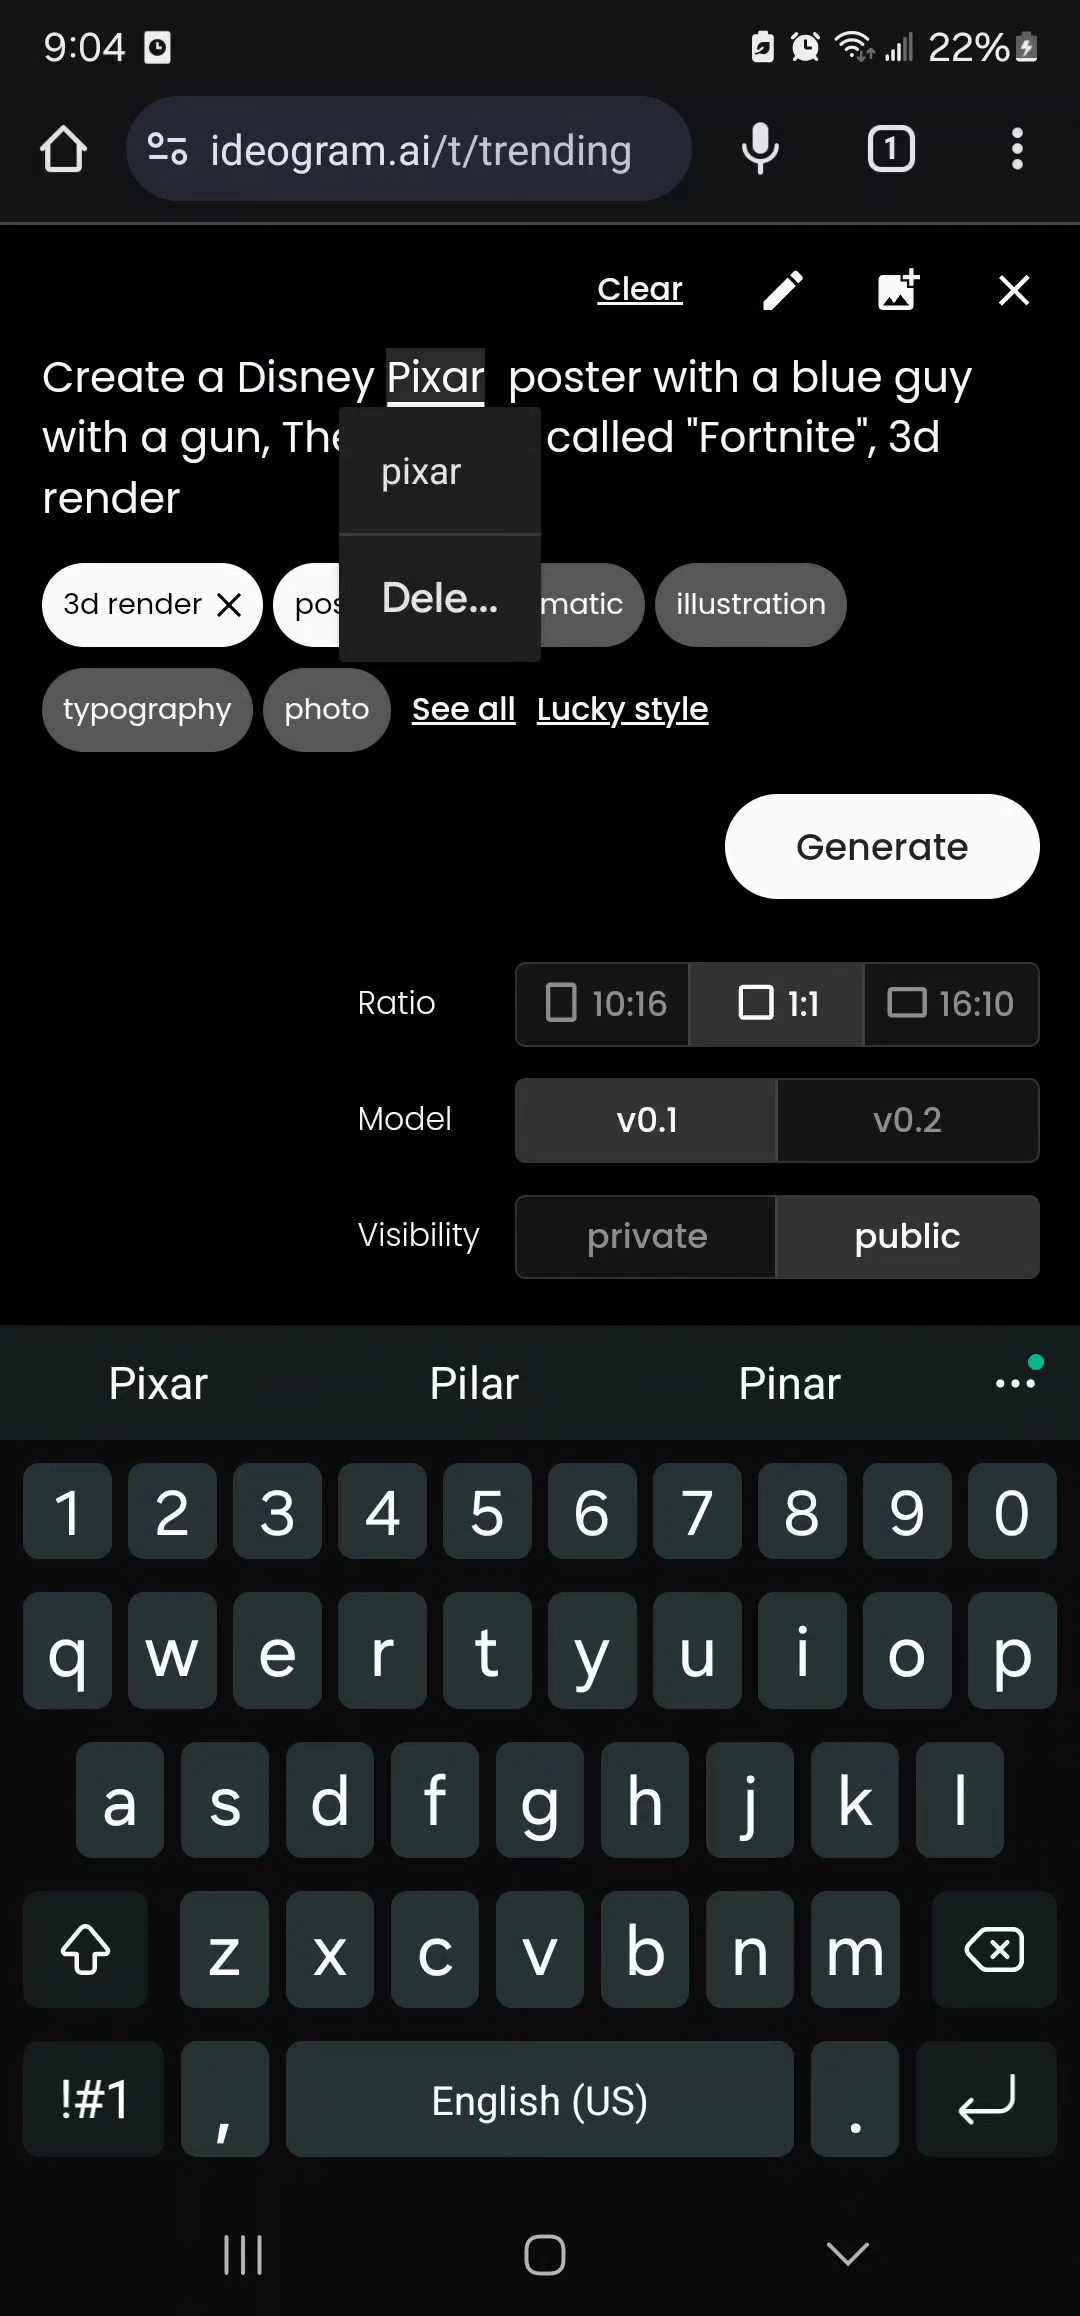 9:04
22%
ideogram.ai/t/trending
1
Clear
Create a Disney Pixar poster with a blue guy
with a gun, The called "Fortnite", 3d
render
pixar
Dele...
3d render pos matic illustration
typography photo See all Lucky style
Generate
Ratio 10:16 1:1 16:10
Model v0.1 v0.2
Visibility private public
Pixar Pilar Pinar
1 2 3 4 5 6 7 8 9 0
q w e r t y u i o p
a s d f g h j k l
z x c v b n m
!#1 , English (US) .